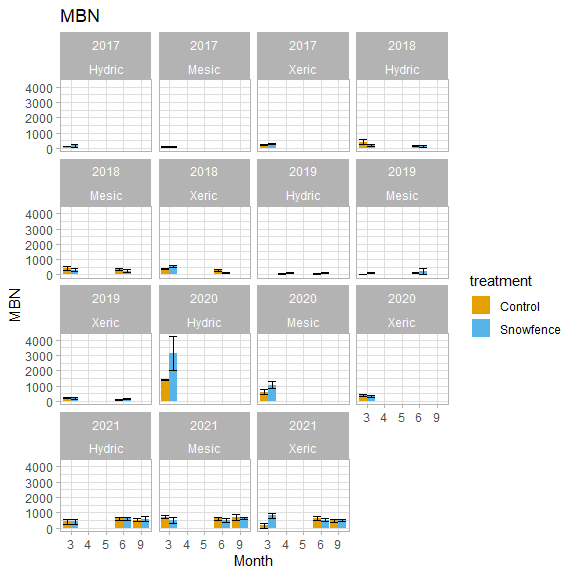 MBN
2017 2017 2017 2018
Hydric Mesic Xeric Hydric
4000
3000
2000
1000
0
2018 2018 2019 2019
Mesic Xeric Hydric Mesic
4000
3000
2000
1000
0
treatment
Control
Snowfence
MBN
2019 2020 2020 2020
Xeric Hydric Mesic Xeric
4000
3000
2000
1000
0
3 4 5 6 9
2021 2021 2021
Hydric Mesic Xeric
4000
3000
2000
1000
0
3 4 5 6 9 3 4 5 6 9 3 4 5 6 9
Month